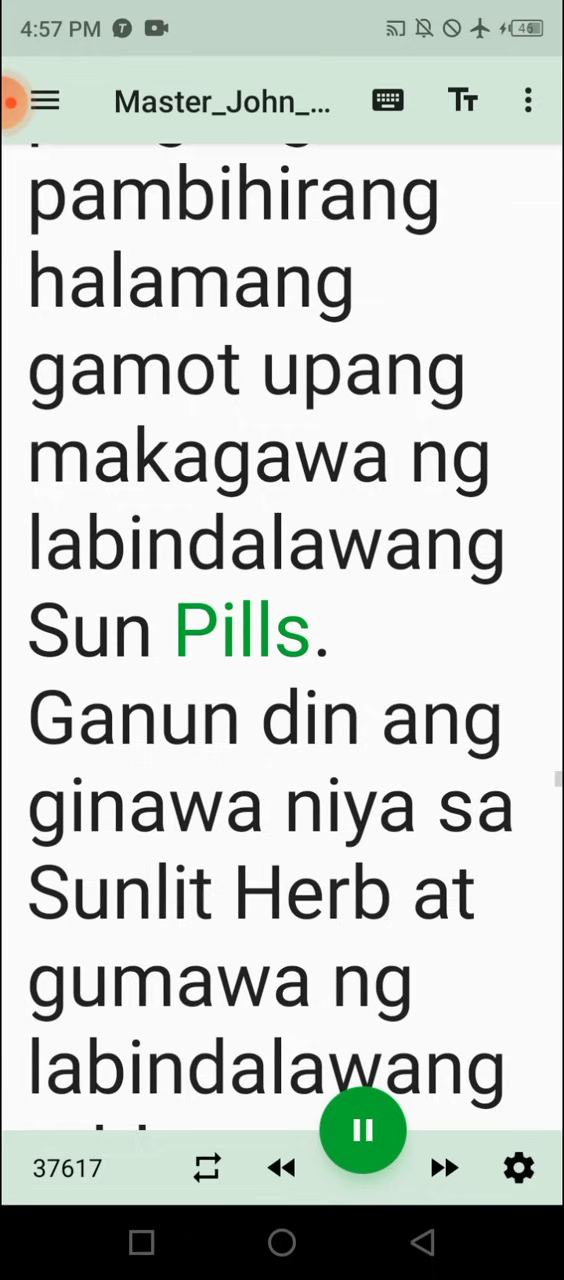 4:57 PM
46
Master_John_...
pambihirang
halamang
gamot upang
makagawa ng
labindalawang
Sun Pills.
Ganun din ang
ginawa niya sa
Sunlit Herb at
gumawa ng
labindalawang
37617